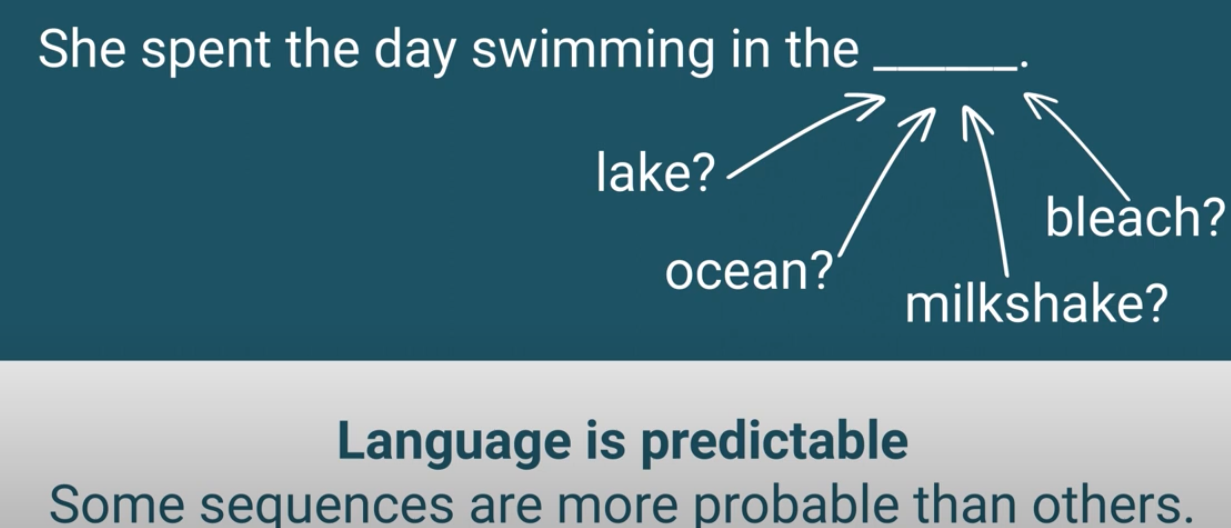 She spent the day swimming in the ______.
lake?
bleach?
ocean?
milkshake?
Language is predictable
Some sequences are more probable than others.